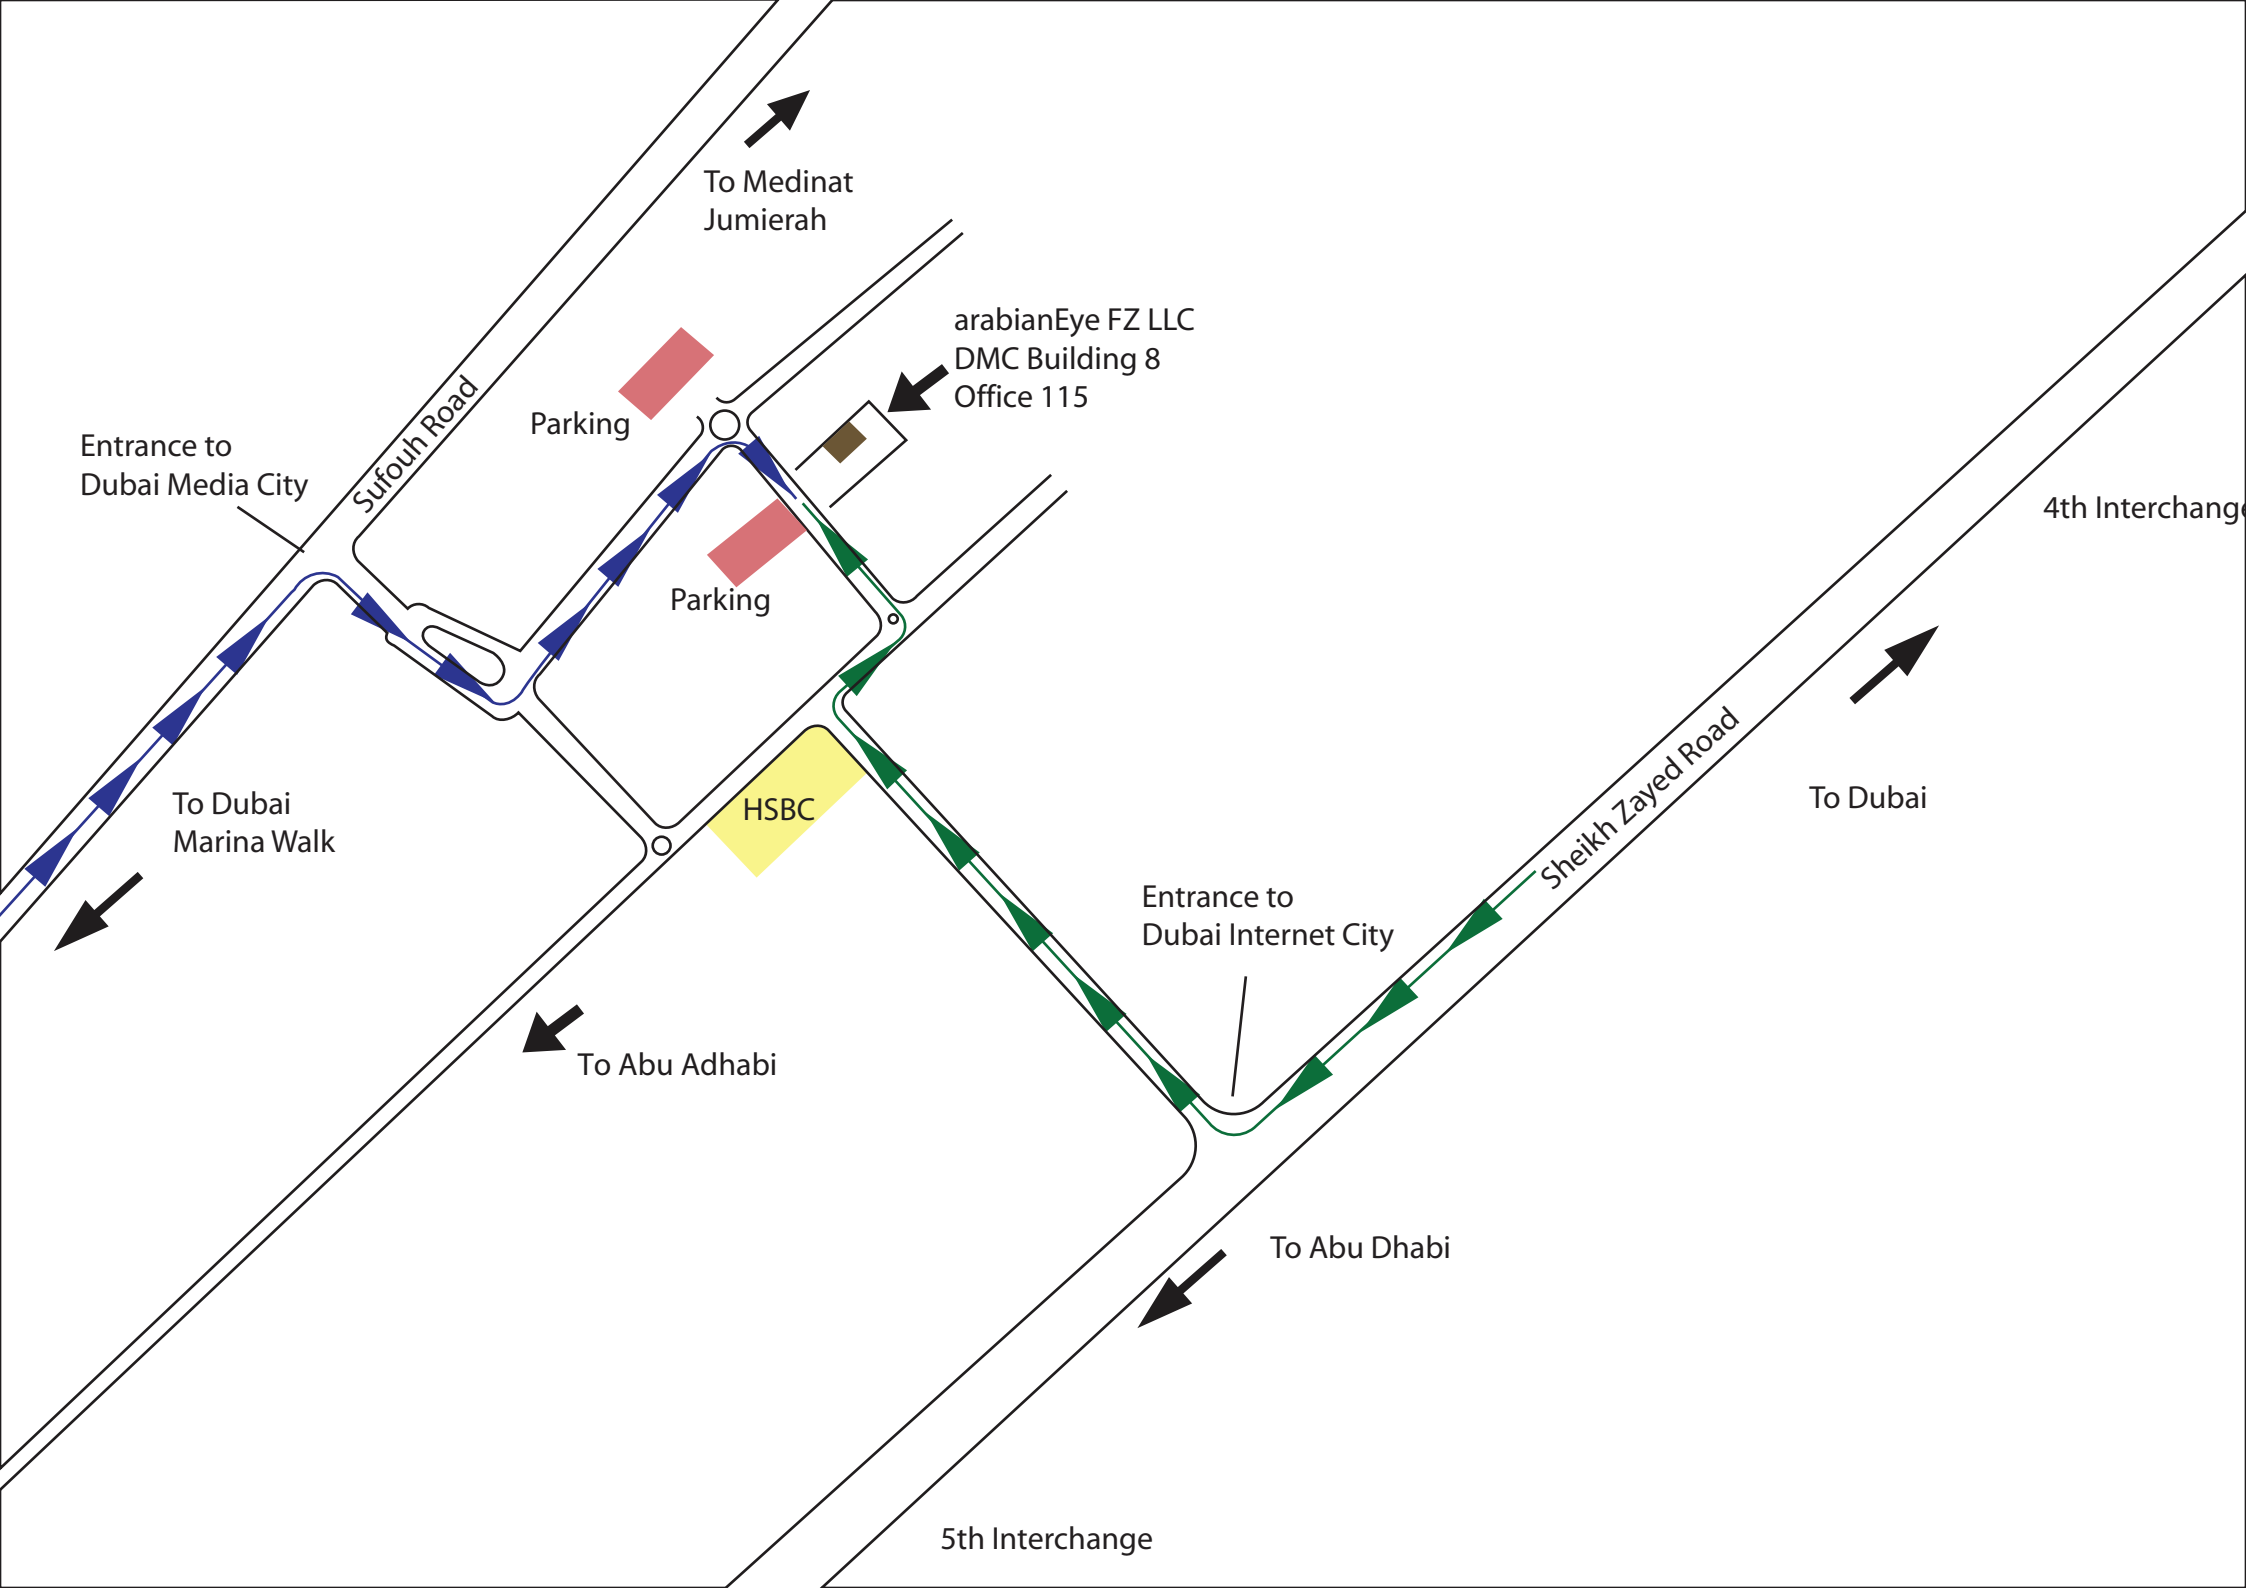 To Medinat
Jumierah
arabianEye FZ LLC
DMC Building 8
Office 115
Parking
Sufouh Road
Entrance to
Dubai Media City
4th Interchange
Parking
To Dubai
Marina Walk
HSBC
Sheikh Zayed Road
To Dubai
Entrance to
Dubai Internet City
To Abu Adhabi
To Abu Dhabi
5th Interchange